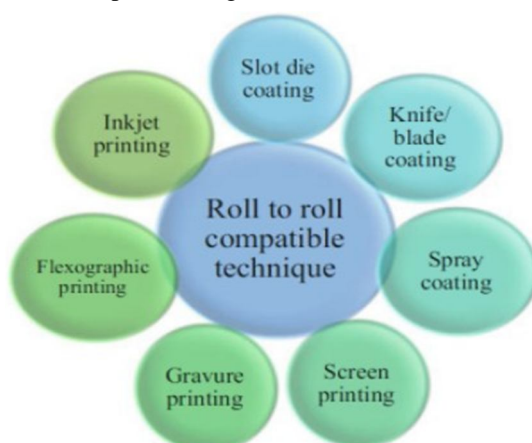 Roll to roll
compatible
technique
Slot die
coating
Knife/
blade
coating
Spray
coating
Screen
printing
Gravure
printing
Flexographic
printing
Inkjet
printing